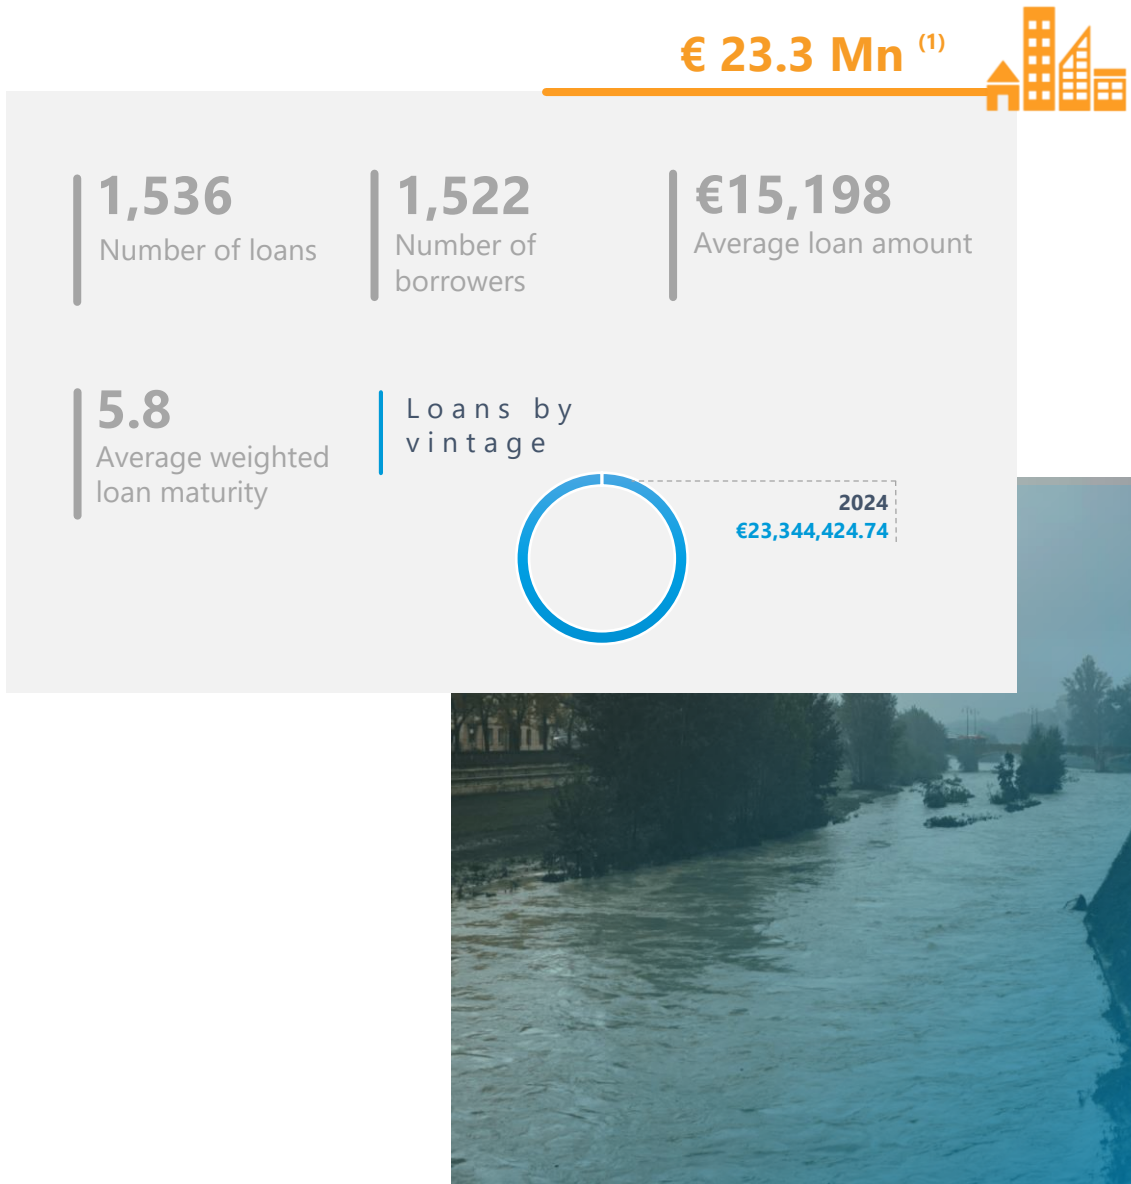 € 23.3 Mn (1)
1,536
Number of loans
1,522
Number of
borrowers
€15,198
Average loan amount
5.8
Average weighted
loan maturity
Loans by
vintage
2024
€23,344,424.74